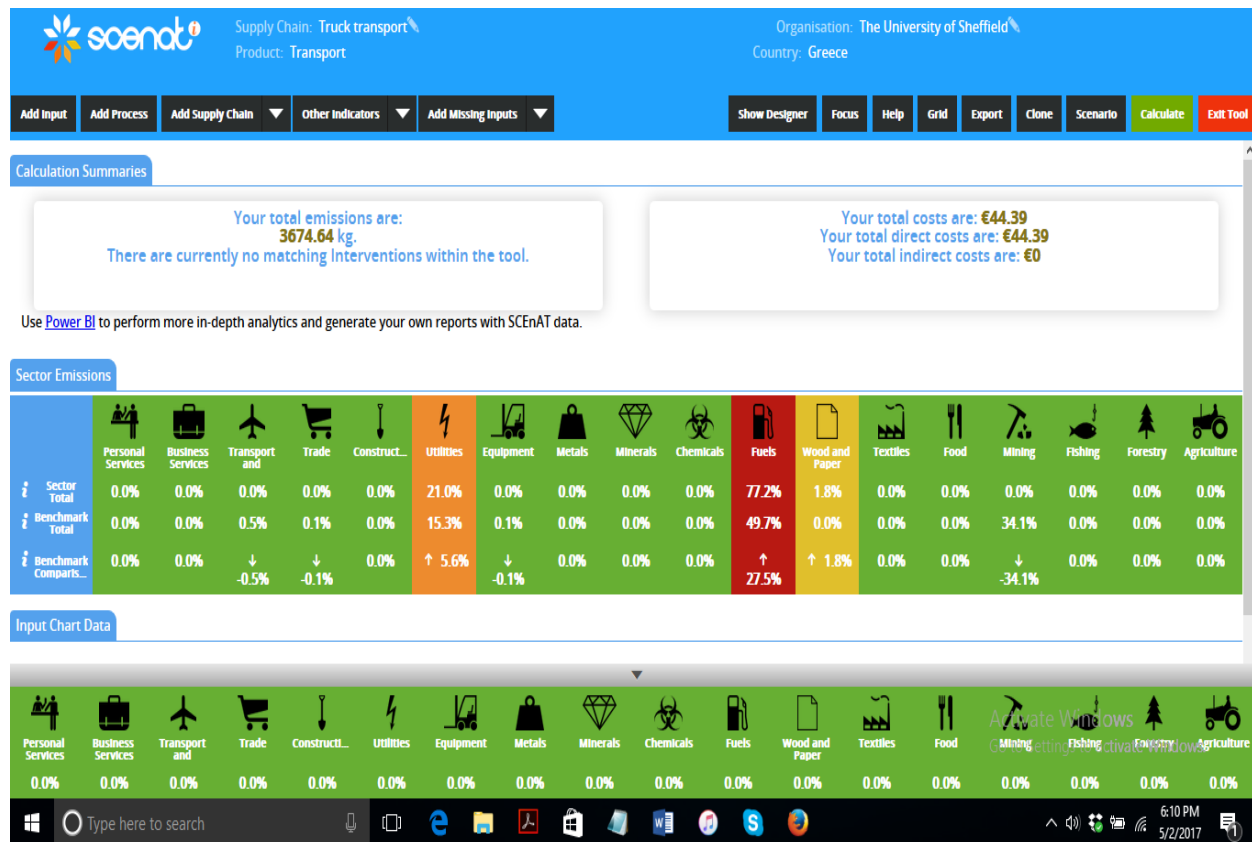 scenat i
Supply Chain: Truck transport
Product: Transport
Organisation: The University of Sheffield
Country: Greece
Add Input Add Process Add Supply Chain Other Indicators Add Missing Inputs Show Designer Focus Help Grid Export Clone Scenario Calculate Exit Tool
Calculation Summaries
Your total emissions are:
3674.64 kg.
There are currently no matching Interventions within the tool.
Your total costs are: €44.39
Your total direct costs are: €44.39
Your total indirect costs are: €0
Use Power BI to perform more in-depth analytics and generate your own reports with SCEnAT data.
Sector Emissions
Personal Services Business Services Transport and Trade Construct... Utilities Equipment Metals Minerals Chemicals Fuels Wood and Paper Textiles Food Mining Fishing Forestry Agriculture
i Sector Total 0.0% 0.0% 0.0% 0.0% 0.0% 21.0% 0.0% 0.0% 0.0% 0.0% 77.2% 1.8% 0.0% 0.0% 0.0% 0.0% 0.0% 0.0%
i Benchmark Total 0.0% 0.0% 0.5% 0.1% 0.0% 15.3% 0.1% 0.0% 0.0% 0.0% 49.7% 0.0% 0.0% 0.0% 34.1% 0.0% 0.0% 0.0%
i Benchmark Comparis... 0.0% 0.0% ↓ -0.5% ↓ -0.1% 0.0% ↑ 5.6% ↓ -0.1% 0.0% 0.0% 0.0% ↑ 27.5% ↑ 1.8% 0.0% 0.0% ↓ -34.1% 0.0% 0.0% 0.0%
Input Chart Data
Personal Services Business Services Transport and Trade Constructi... Utilities Equipment Metals Minerals Chemicals Fuels Wood and Paper Textiles Food Mining Fishing Forestry Agriculture
Activate Windows
Go to Settings to activate Windows.
0.0% 0.0% 0.0% 0.0% 0.0% 0.0% 0.0% 0.0% 0.0% 0.0% 0.0% 0.0% 0.0% 0.0% 0.0% 0.0% 0.0% 0.0%
Type here to search
6:10 PM
5/2/2017
1